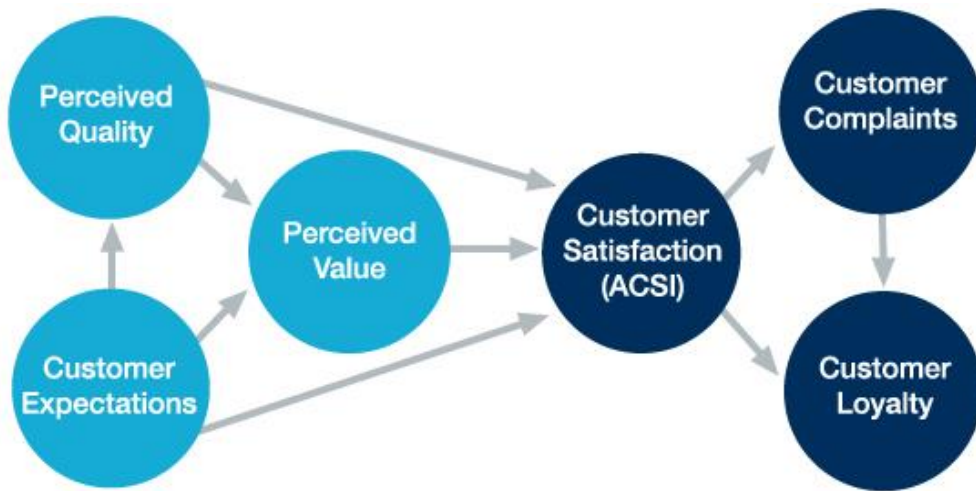 Perceived
Quality
Customer
Expectations
Perceived
Value
Customer
Satisfaction
(ACSI)
Customer
Complaints
Customer
Loyalty